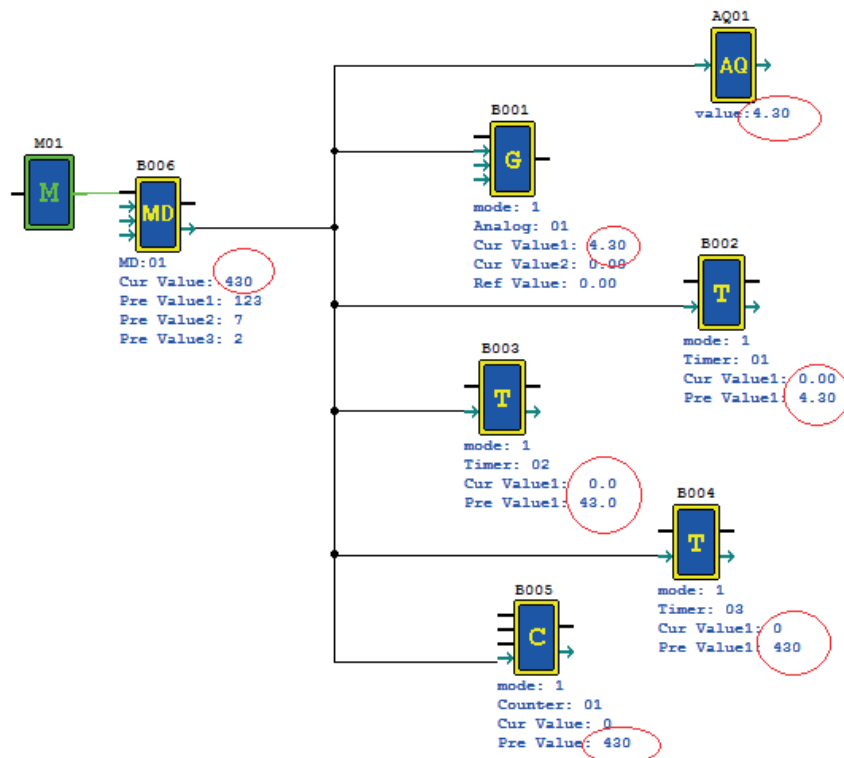 AQ01
AQ
value:4.30
B001
G
mode: 1
Analog: 01
Cur Value1: 4.30
Cur Value2: 0.00
Ref Value: 0.00
M01
M
B006
MD
MD:01
Cur Value: 430
Pre Value1: 123
Pre Value2: 7
Pre Value3: 2
B002
T
mode: 1
Timer: 01
Cur Value1: 0.00
Pre Value1: 4.30
B003
T
mode: 1
Timer: 02
Cur Value1: 0.0
Pre Value1: 43.0
B004
T
mode: 1
Timer: 03
Cur Value1: 0
Pre Value1: 430
B005
C
mode: 1
Counter: 01
Cur Value: 0
Pre Value: 430